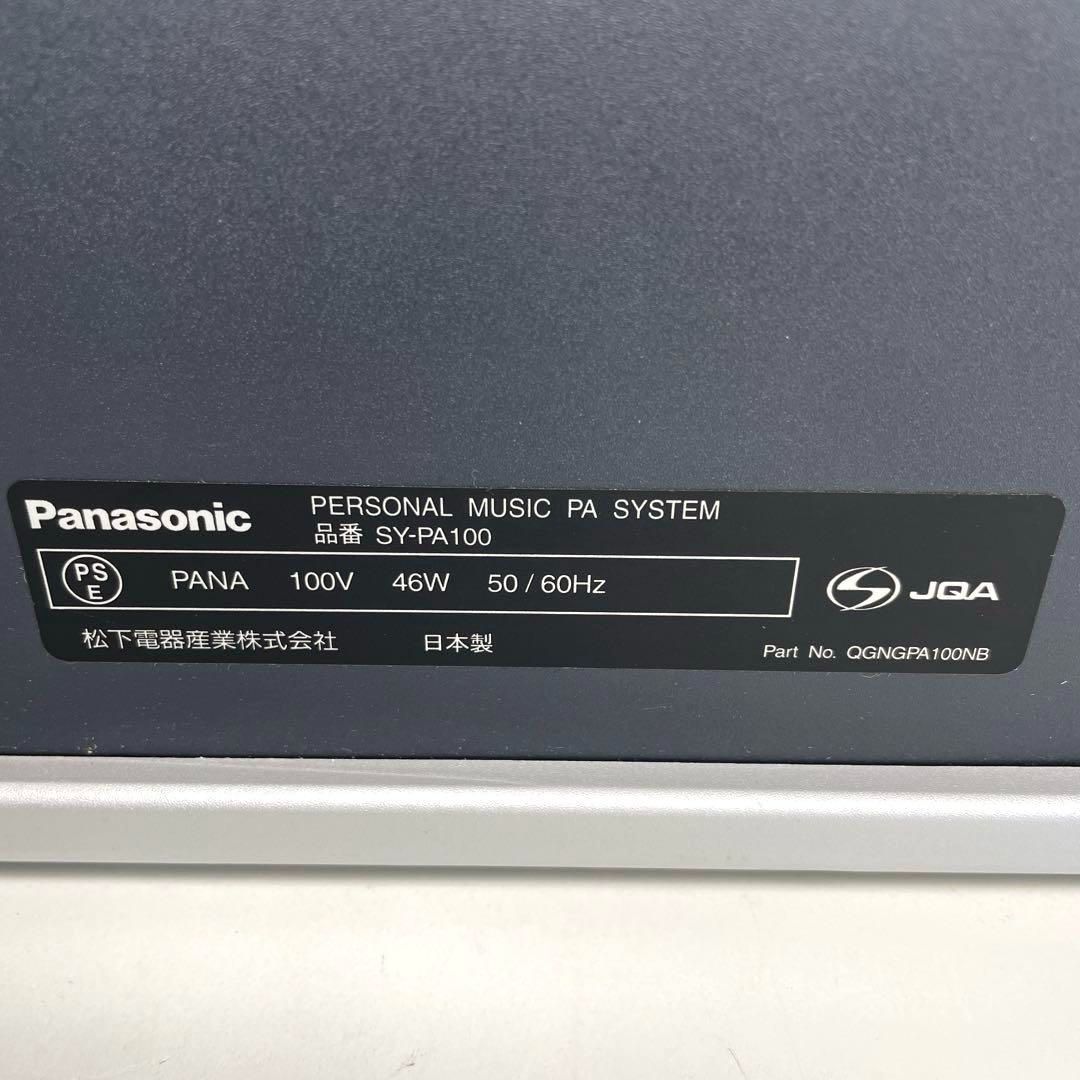 Panasonic PERSONAL MUSIC PA SYSTEM
品番 SY-PA100
PS E PANA 100V 46W 50 / 60Hz
JQA
松下電器産業株式会社 日本製
Part No. QGNGPA100NB